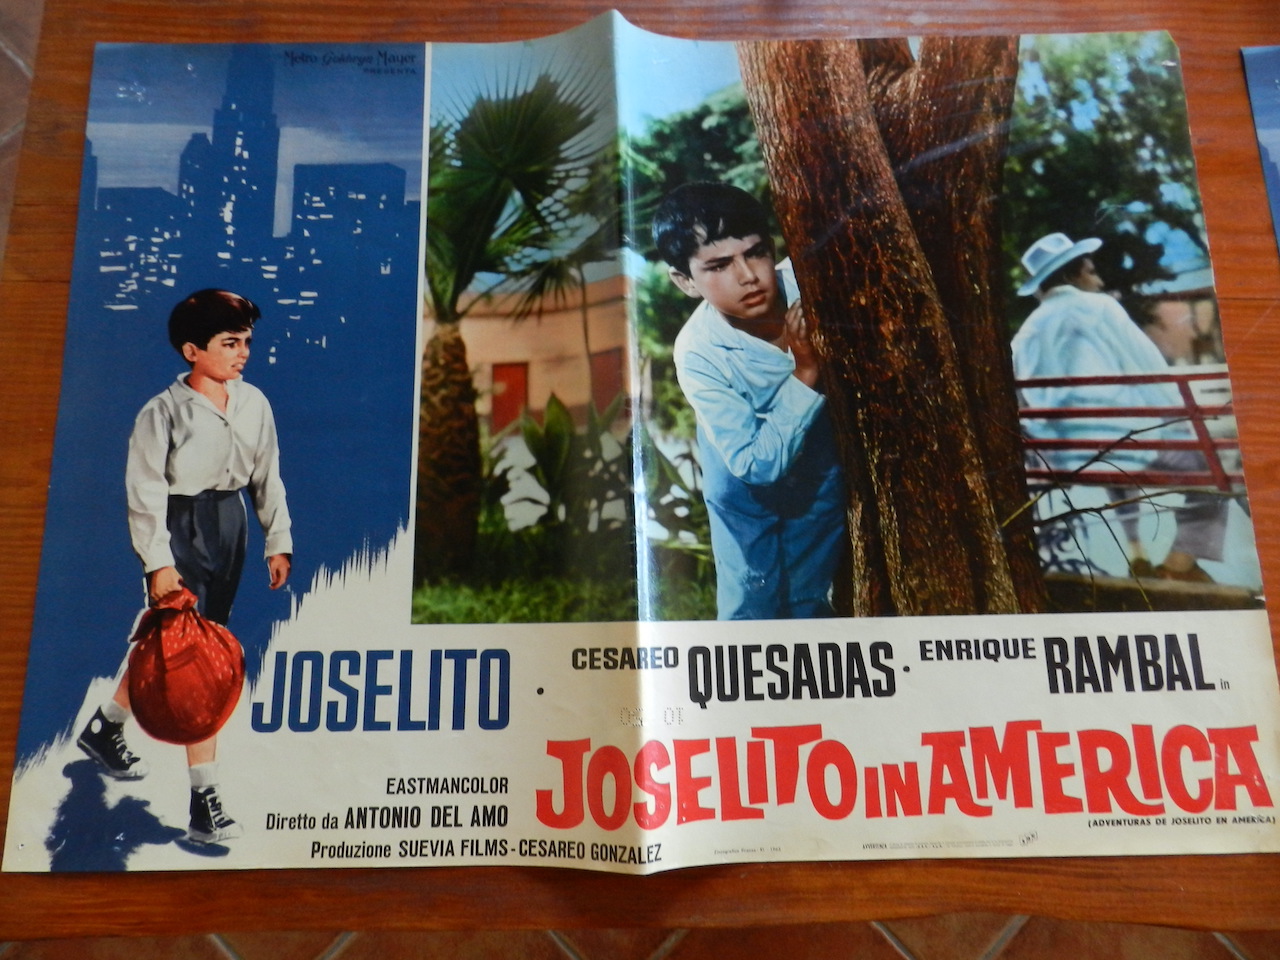 Metro-Goldwyn Mayer
PRESENTA
JOSELITO · CESAREO QUESADAS · ENRIQUE RAMBAL in
JOSELITO IN AMERICA
(ADVENTURAS DE JOSELITO EN AMERICA)
EASTMANCOLOR
Diretto da ANTONIO DEL AMO
Produzione SUEVIA FILMS - CESAREO GONZALEZ
AVVERTENZA